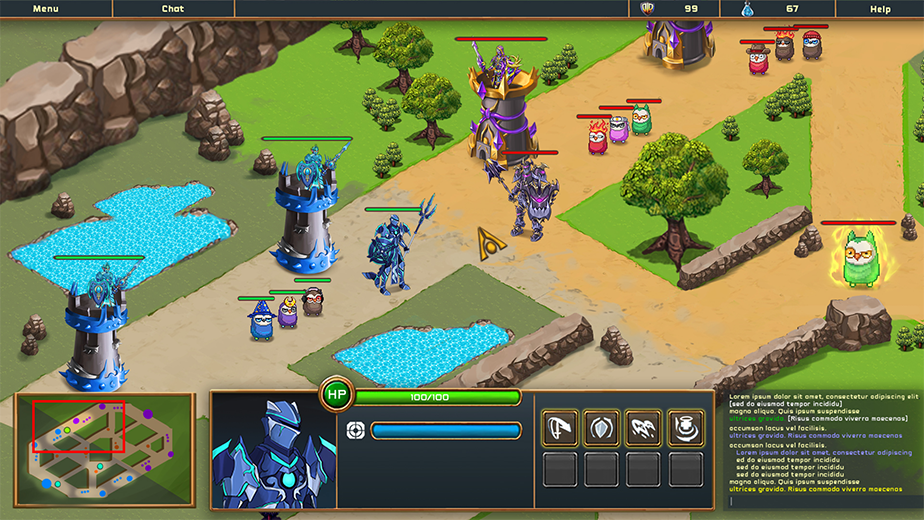 Menu
Chat
99
67
Help
HP
100/100
Lorem ipsum dolor sit amet, consectetur adipiscing elit
[sed do eiusmod tempor incididu]
magna aliqua. Quis ipsum suspendisse
ultrices gravida. [Risus commodo viverra maecenas]
accumsan lacus vel facilisis.
ultrices gravida. Risus commodo viverra maecenas
accumsan lacus vel facilisis.
Lorem ipsum dolor sit amet, consectetur adipiscing
ed do eiusmod tempor incididu
sed do eiusmod tempor incididu
sed do eiusmod tempor incididu
magna aliqua. Quis ipsum suspendisse
ultrices gravida. Risus commodo viverra maecenas